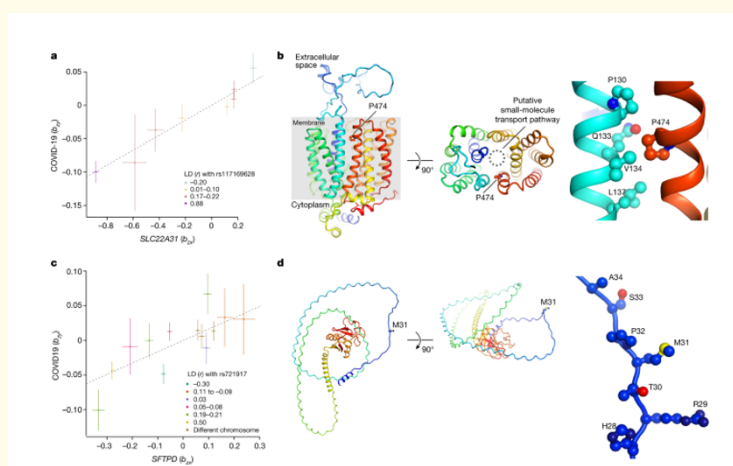 a
0.05
0
−0.05
−0.10
−0.15
COVID-19 (bzy)
LD (r) with rs117169628
−0.20
0.01–0.10
0.17–0.22
0.88
−0.8
−0.6
−0.4
−0.2
0
0.2
SLC22A31 (bzx)
b
Extracellular
space
P474
Membrane
Cytoplasm
90°
Putative
small-molecule
transport pathway
P474
P130
Q133
P474
V134
L137
c
0.10
0.05
0
−0.05
−0.10
COVID19 (bzy)
LD (r) with rs721917
−0.30
0.11 to −0.09
0.03
0.05–0.08
0.19–0.21
0.50
Different chromosome
−0.3
−0.2
−0.1
0
0.1
0.2
0.3
SFTPD (bzx)
d
M31
90°
M31
A34
S33
P32
M31
T30
R29
H28